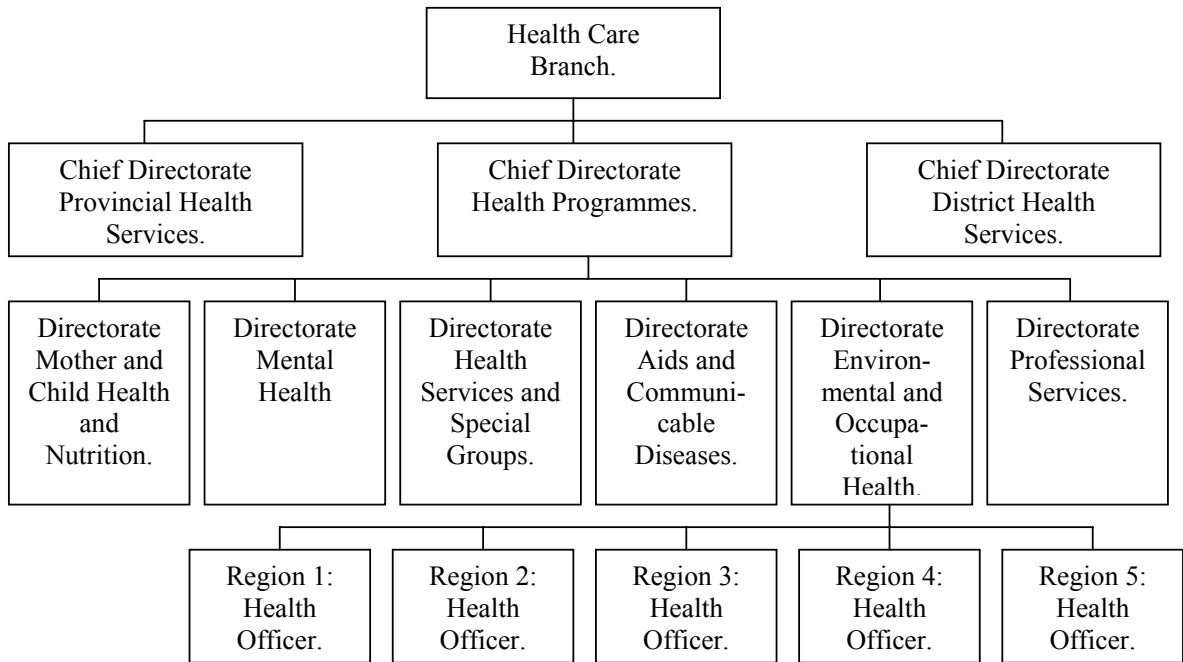 Health Care
Branch.
Chief Directorate
Provincial Health
Services.
Chief Directorate
Health Programmes.
Chief Directorate
District Health
Services.
Directorate
Mother and
Child Health
and
Nutrition.
Directorate
Mental
Health
Directorate
Health
Services and
Special
Groups.
Directorate
Aids and
Communi-
cable
Diseases.
Directorate
Environ-
mental and
Occupa-
tional
Health.
Directorate
Professional
Services.
Region 1:
Health
Officer.
Region 2:
Health
Officer.
Region 3:
Health
Officer.
Region 4:
Health
Officer.
Region 5:
Health
Officer.